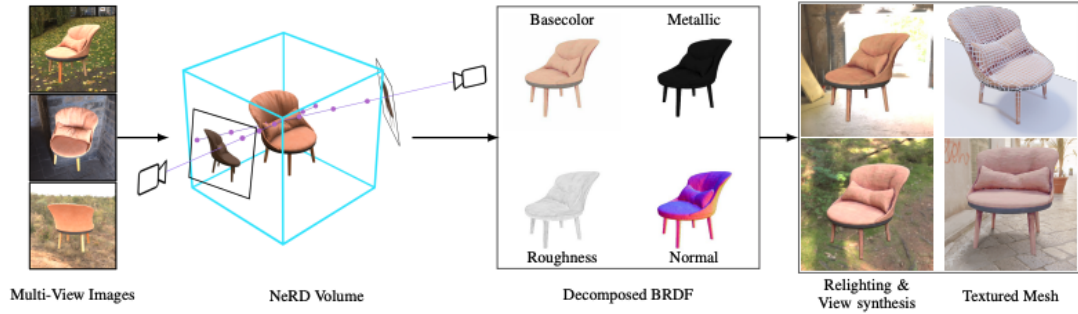 Basecolor
Metallic
Roughness
Normal
Multi-View Images
NeRD Volume
Decomposed BRDF
Relighting &
View synthesis
Textured Mesh